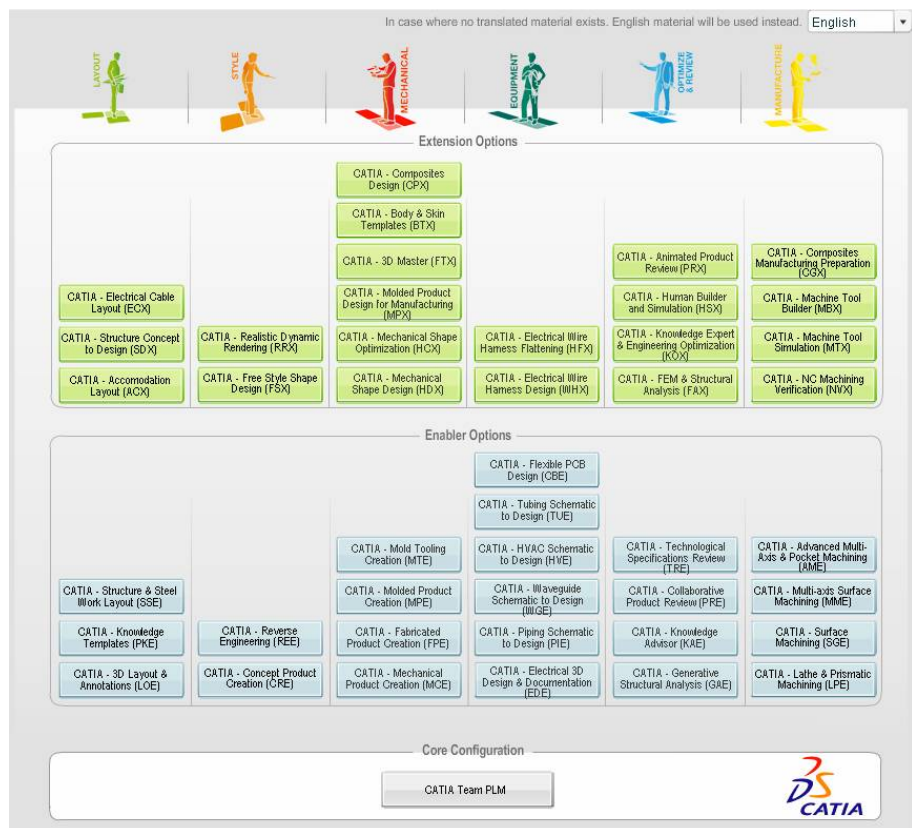 In case where no translated material exists. English material will be used instead.
English
LAYOUT
STYLE
MECHANICAL
EQUIPMENT
OPTIMIZE
& REVIEW
MANUFACTURE
Extension Options
CATIA - Composites
Design (CPX)
CATIA - Body & Skin
Templates (BTX)
CATIA - 3D Master (FTX)
CATIA - Animated Product
Review (PRX)
CATIA - Composites
Manufacturing Preparation
(CGX)
CATIA - Electrical Cable
Layout (ECX)
CATIA - Molded Product
Design for Manufacturing
(MPX)
CATIA - Human Builder
and Simulation (HSX)
CATIA - Machine Tool
Builder (MBX)
CATIA - Structure Concept
to Design (SDX)
CATIA - Realistic Dynamic
Rendering (RRX)
CATIA - Mechanical Shape
Optimization (HCX)
CATIA - Electrical Wire
Harness Flattening (HFX)
CATIA - Knowledge Expert
& Engineering Optimization
(KOX)
CATIA - Machine Tool
Simulation (MTX)
CATIA - Accomodation
Layout (ACX)
CATIA - Free Style Shape
Design (FSX)
CATIA - Mechanical
Shape Design (HDX)
CATIA - Electrical Wire
Harness Design (WHX)
CATIA - FEM & Structural
Analysis (FAX)
CATIA - NC Machining
Verification (NVX)
Enabler Options
CATIA - Flexible PCB
Design (CBE)
CATIA - Tubing Schematic
to Design (TUE)
CATIA - Mold Tooling
Creation (MTE)
CATIA - HVAC Schematic
to Design (HVE)
CATIA - Technological
Specifications Review
(TRE)
CATIA - Advanced Multi-
Axis & Pocket Machining
(AME)
CATIA - Structure & Steel
Work Layout (SSE)
CATIA - Molded Product
Creation (MPE)
CATIA - Waveguide
Schematic to Design
(WGE)
CATIA - Collaborative
Product Review (PRE)
CATIA - Multi-axis Surface
Machining (MME)
CATIA - Knowledge
Templates (PKE)
CATIA - Reverse
Engineering (REE)
CATIA - Fabricated
Product Creation (FPE)
CATIA - Piping Schematic
to Design (PIE)
CATIA - Knowledge
Advisor (KAE)
CATIA - Surface
Machining (SGE)
CATIA - 3D Layout &
Annotations (LOE)
CATIA - Concept Product
Creation (CRE)
CATIA - Mechanical
Product Creation (MCE)
CATIA - Electrical 3D
Design & Documentation
(EDE)
CATIA - Generative
Structural Analysis (GAE)
CATIA - Lathe & Prismatic
Machining (LPE)
Core Configuration
CATIA Team PLM
DS
CATIA